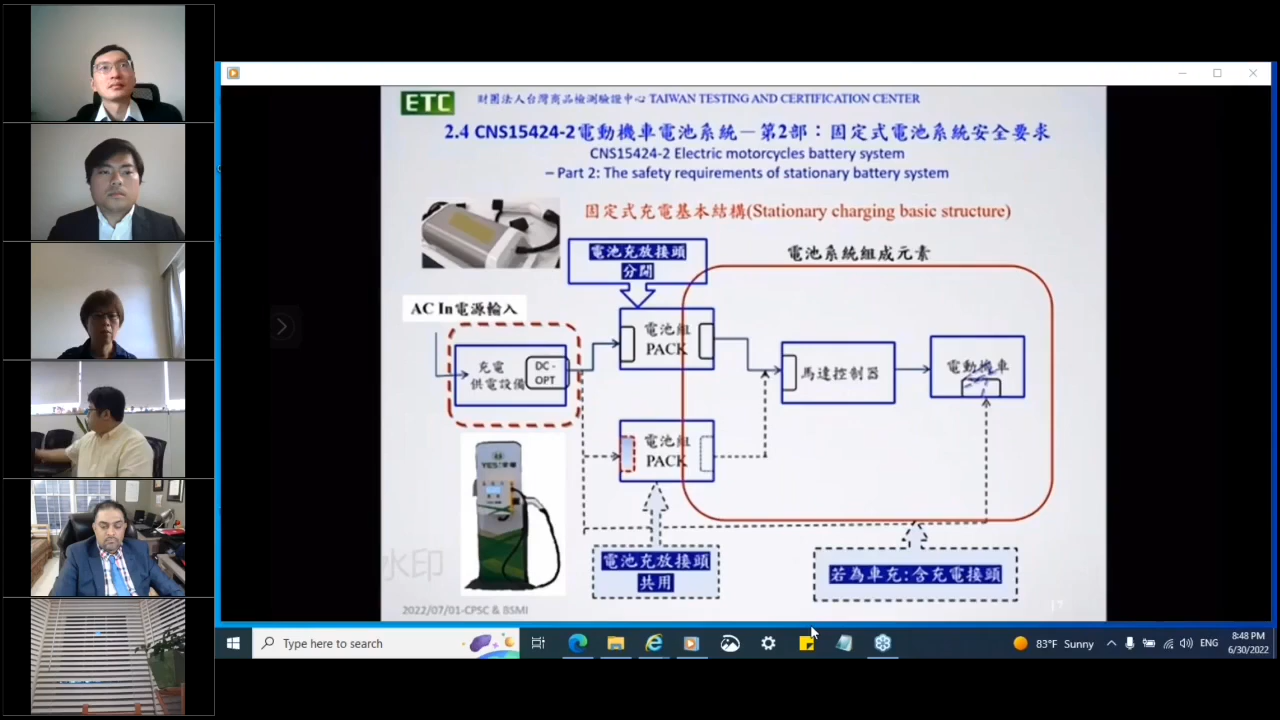 ETC 財團法人台灣商品檢測驗證中心 TAIWAN TESTING AND CERTIFICATION CENTER
2.4 CNS15424-2電動機車電池系統－第2部：固定式電池系統安全要求
CNS15424-2 Electric motorcycles battery system
– Part 2: The safety requirements of stationary battery system
固定式充電基本結構(Stationary charging basic structure)
電池充放接頭
分開
電池系統組成元素
AC In電源輸入
電池組
PACK
充電
供電設備
DC -
OPT
馬達控制器
電動機車
電池組
PACK
YES!
電池充放接頭
共用
若為車充:含充電接頭
水印
2022/07/01-CPSC & BSMI
17
Type here to search
83°F Sunny
ENG
8:48 PM
6/30/2022